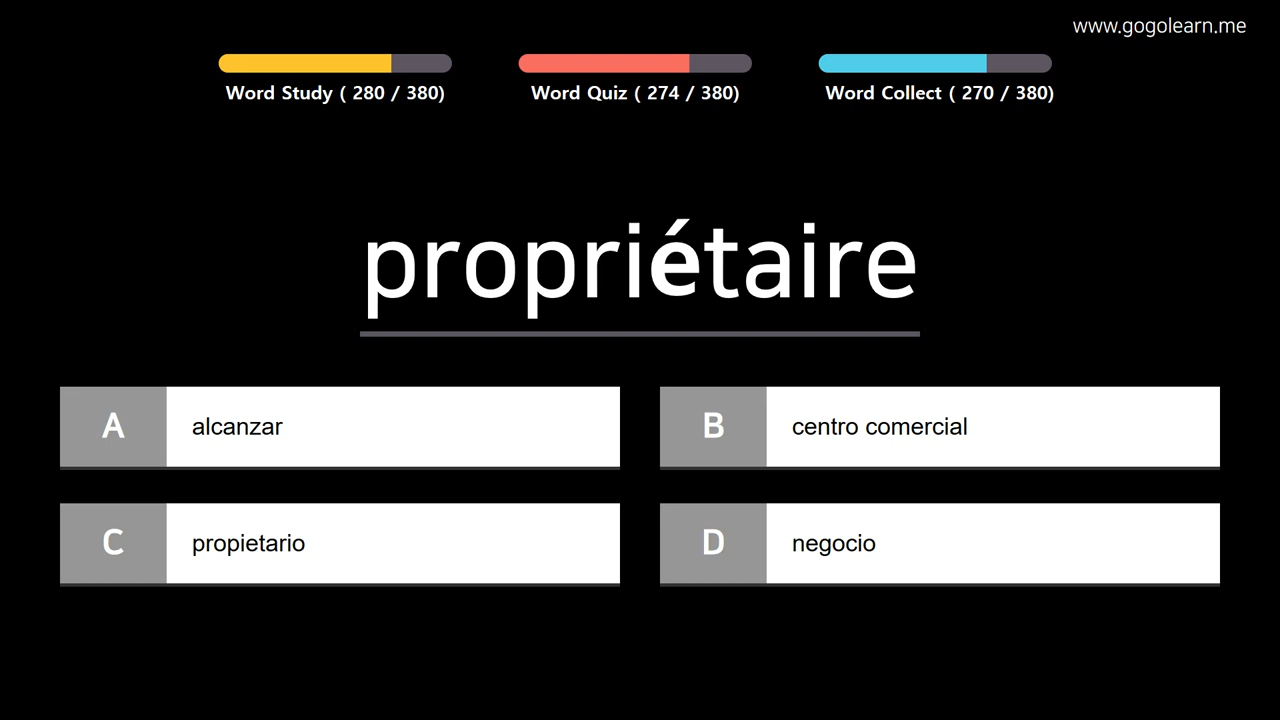 www.gogolearn.me
Word Study ( 280 / 380)
Word Quiz ( 274 / 380)
Word Collect ( 270 / 380)
propriétaire
A alcanzar
B centro comercial
C propietario
D negocio